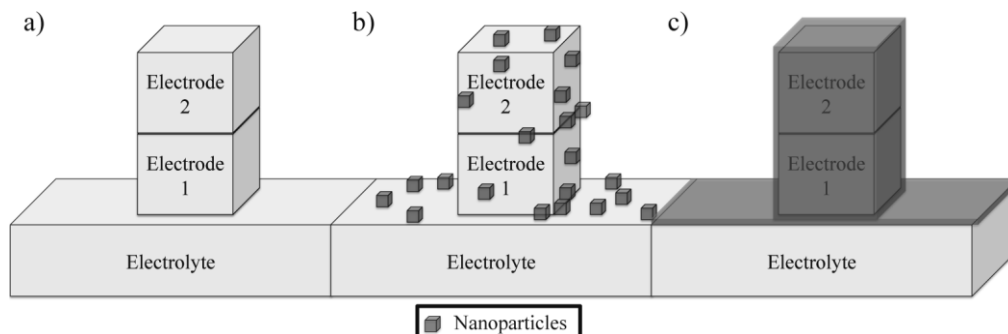 a)
b)
c)
Electrode
2
Electrode
2
Electrode
2
Electrode
1
Electrode
1
Electrode
1
Electrolyte
Electrolyte
Electrolyte
Nanoparticles